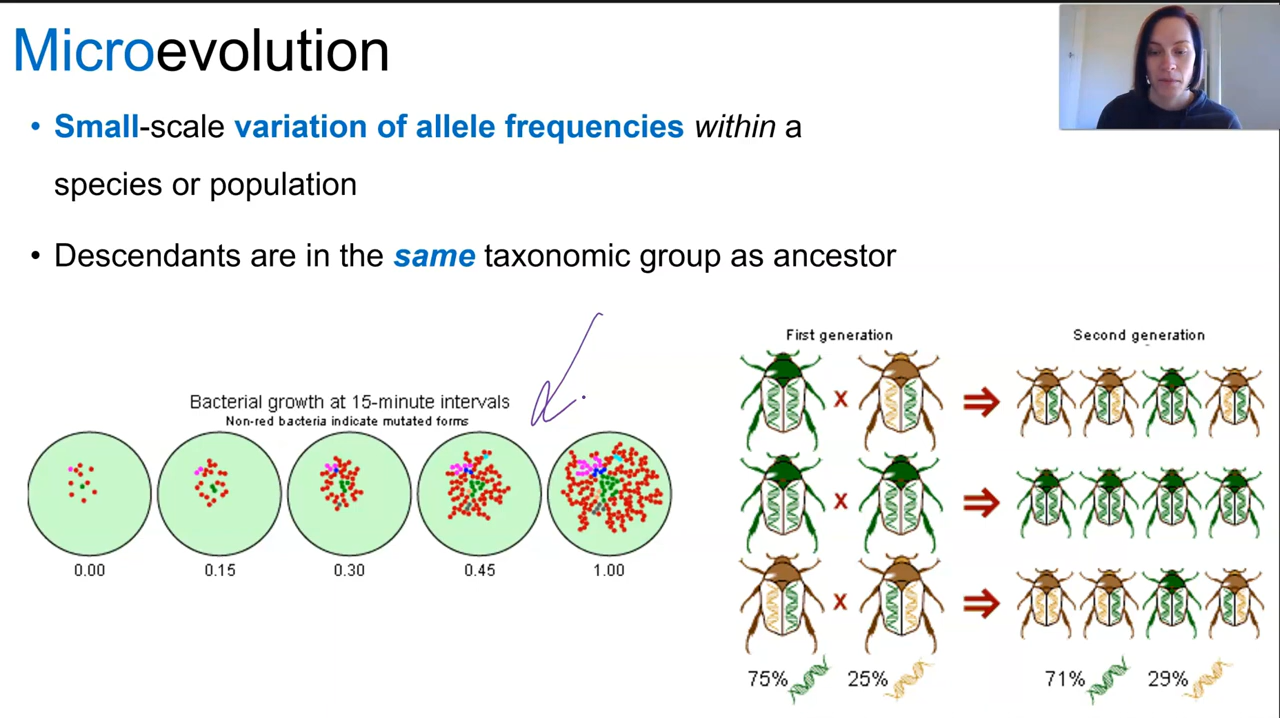 Microevolution
• Small-scale variation of allele frequencies within a
species or population
• Descendants are in the same taxonomic group as ancestor
Bacterial growth at 15-minute intervals
Non-red bacteria indicate mutated forms
0.00 0.15 0.30 0.45 1.00
First generation Second generation
x
x
x
75% 25% 71% 29%